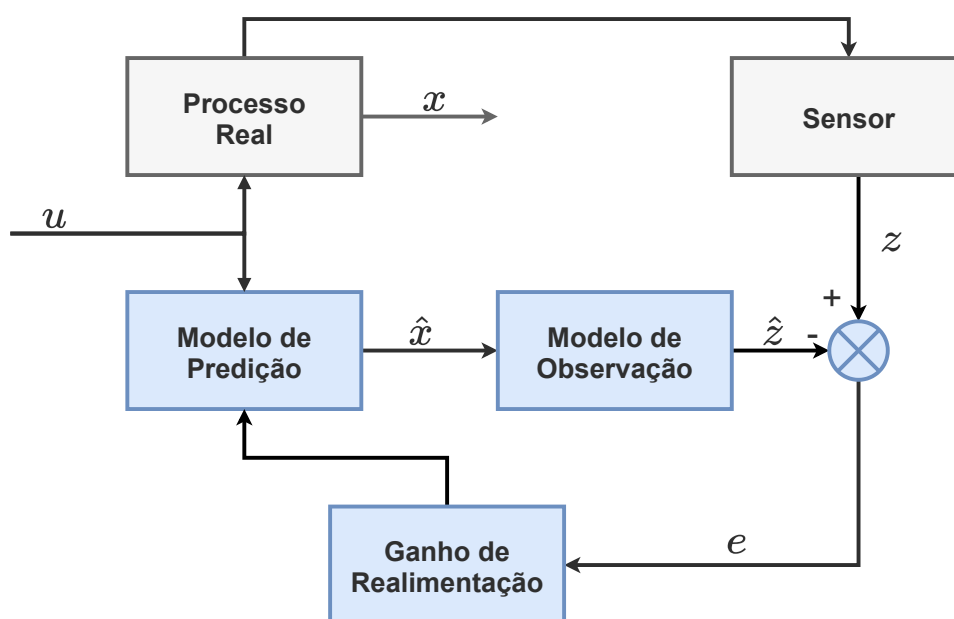 Processo
Real
x
Sensor
u
z
+
Modelo de
Predição
x̂
Modelo de
Observação
ẑ
-
Ganho de
Realimentação
e